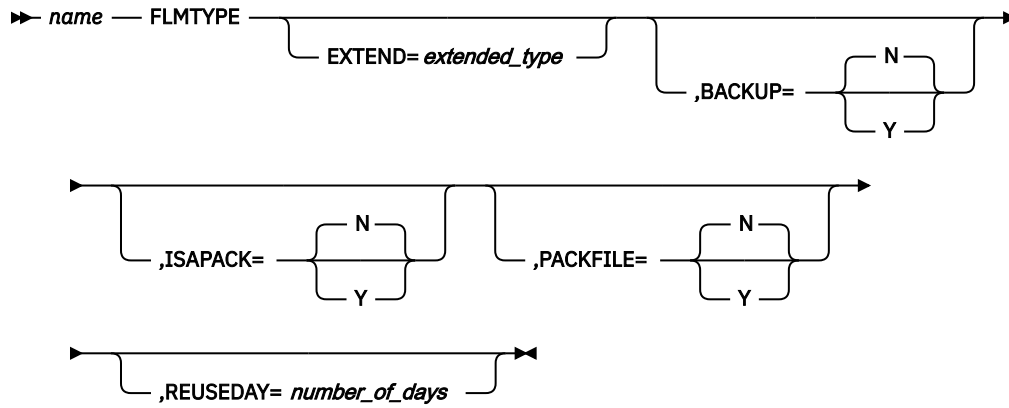 name FLMTYPE
EXTEND= extended_type
N
,BACKUP=
Y
N N
,ISAPACK= ,PACKFILE=
Y Y
,REUSEDAY= number_of_days